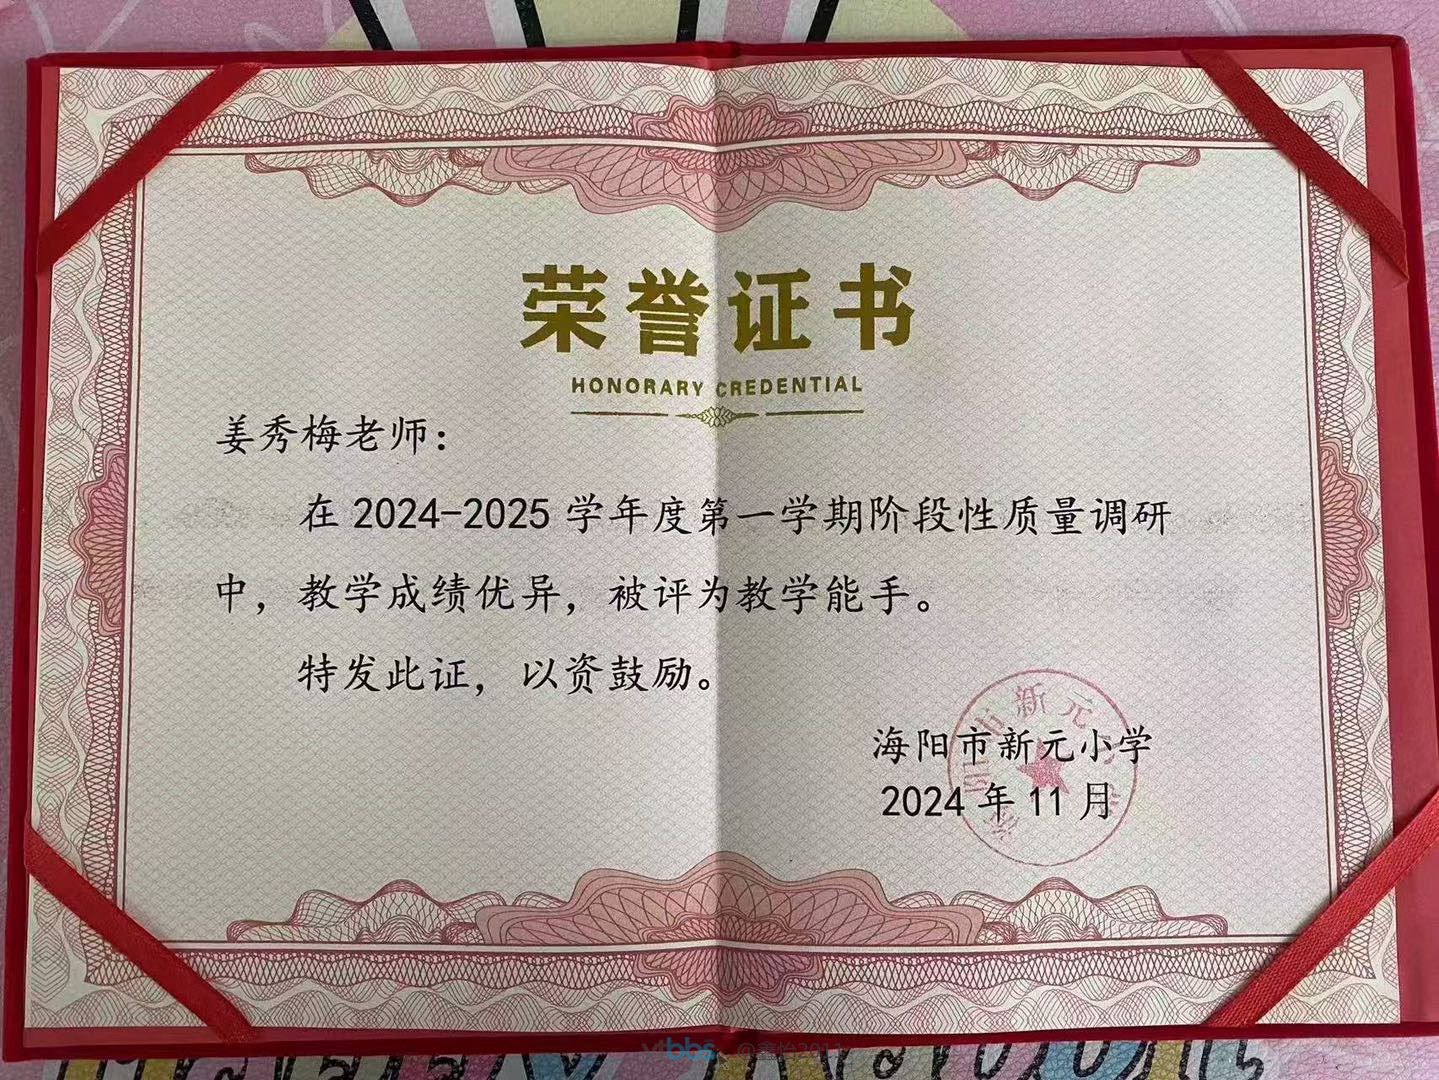 荣誉证书
HONORARY CREDENTIAL
姜秀梅老师：
在 2024-2025 学年度第一学期阶段性质量调研
中，教学成绩优异，被评为教学能手。
特发此证，以资鼓励。
海阳市新元小学
2024 年 11 月